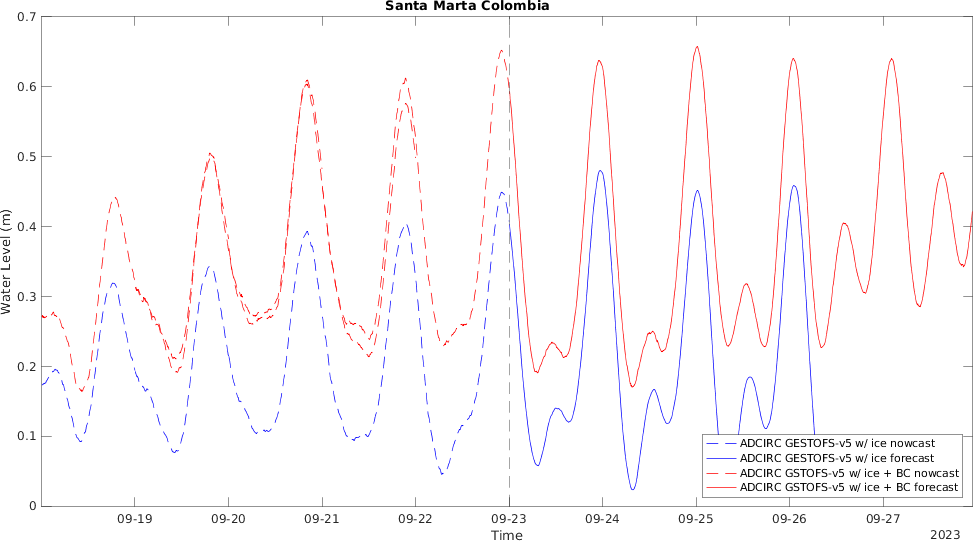 Santa Marta Colombia
0.7
0.6
0.5
0.4
0.3
0.2
0.1
0
Water Level (m)
ADCIRC GESTOFS-v5 w/ ice nowcast
ADCIRC GESTOFS-v5 w/ ice forecast
ADCIRC GSTOFS-v5 w/ ice + BC nowcast
ADCIRC GSTOFS-v5 w/ ice + BC forecast
09-19 09-20 09-21 09-22 09-23 09-24 09-25 09-26 09-27
Time
2023